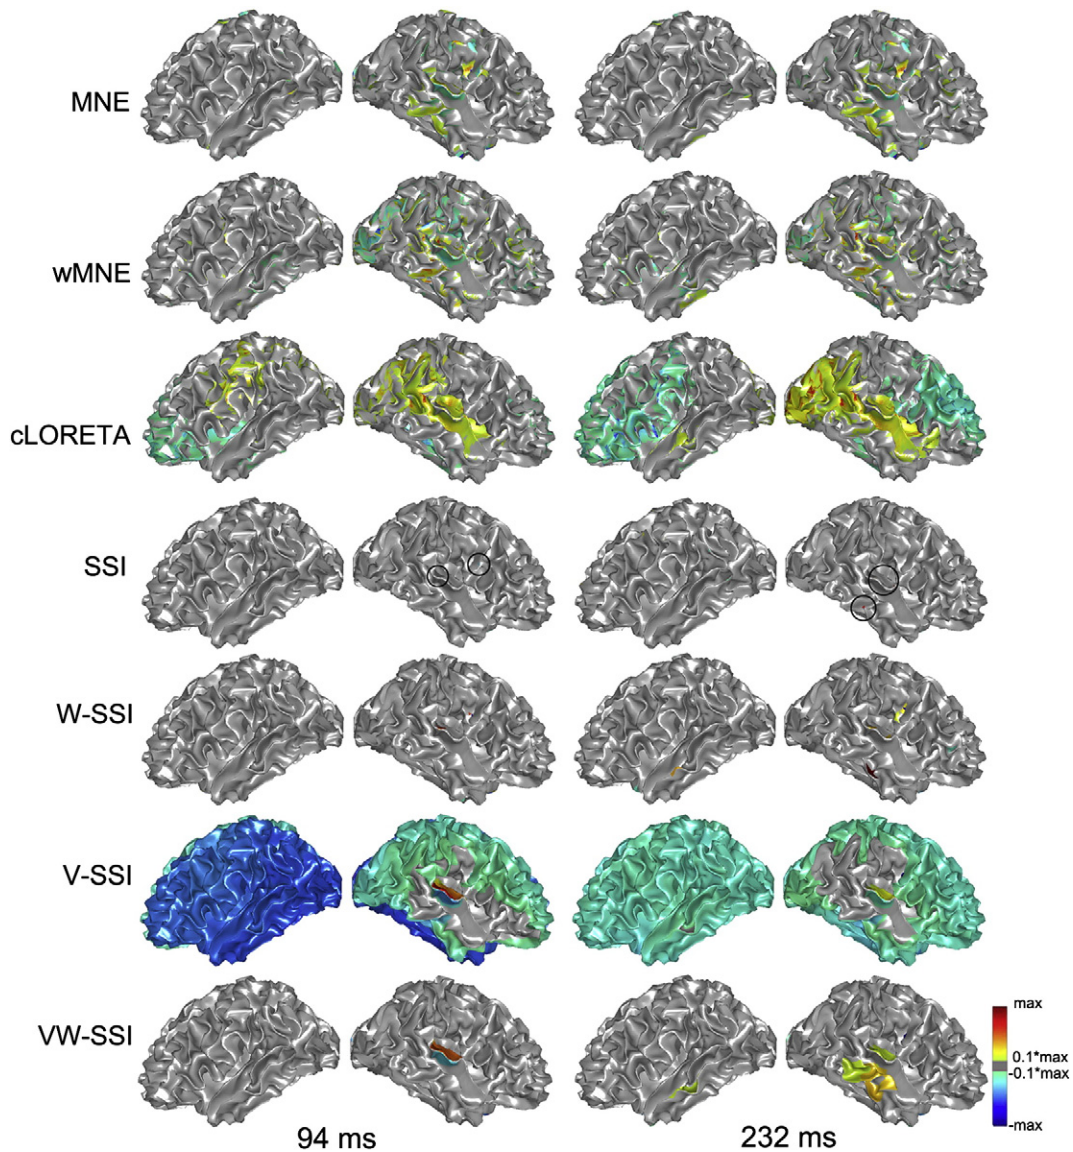 MNE
wMNE
cLORETA
SSI
W-SSI
V-SSI
VW-SSI
max
0.1*max
-0.1*max
-max
94 ms
232 ms